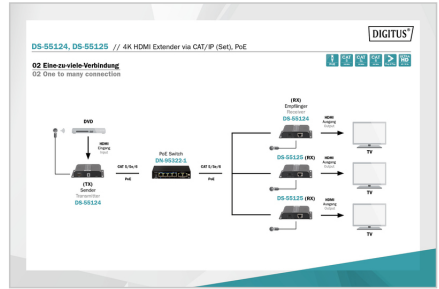 DIGITUS®
DS-55124, DS-55125 // 4K HDMI Extender via CAT/IP (Set), PoE
02 Eine-zu-viele-Verbindung
02 One to many connection
DVD
HDMI
Eingang
Input
(TX)
Sender
Transmitter
DS-55124
CAT 5/5e/6
PoE
PoE Switch
DN-95322-1
CAT 5/5e/6
PoE
(RX)
Empfänger
Receiver
DS-55124
HDMI
Ausgang
Output
TV
DS-55125 (RX)
HDMI
Ausgang
Output
TV
DS-55125 (RX)
HDMI
Ausgang
Output
TV